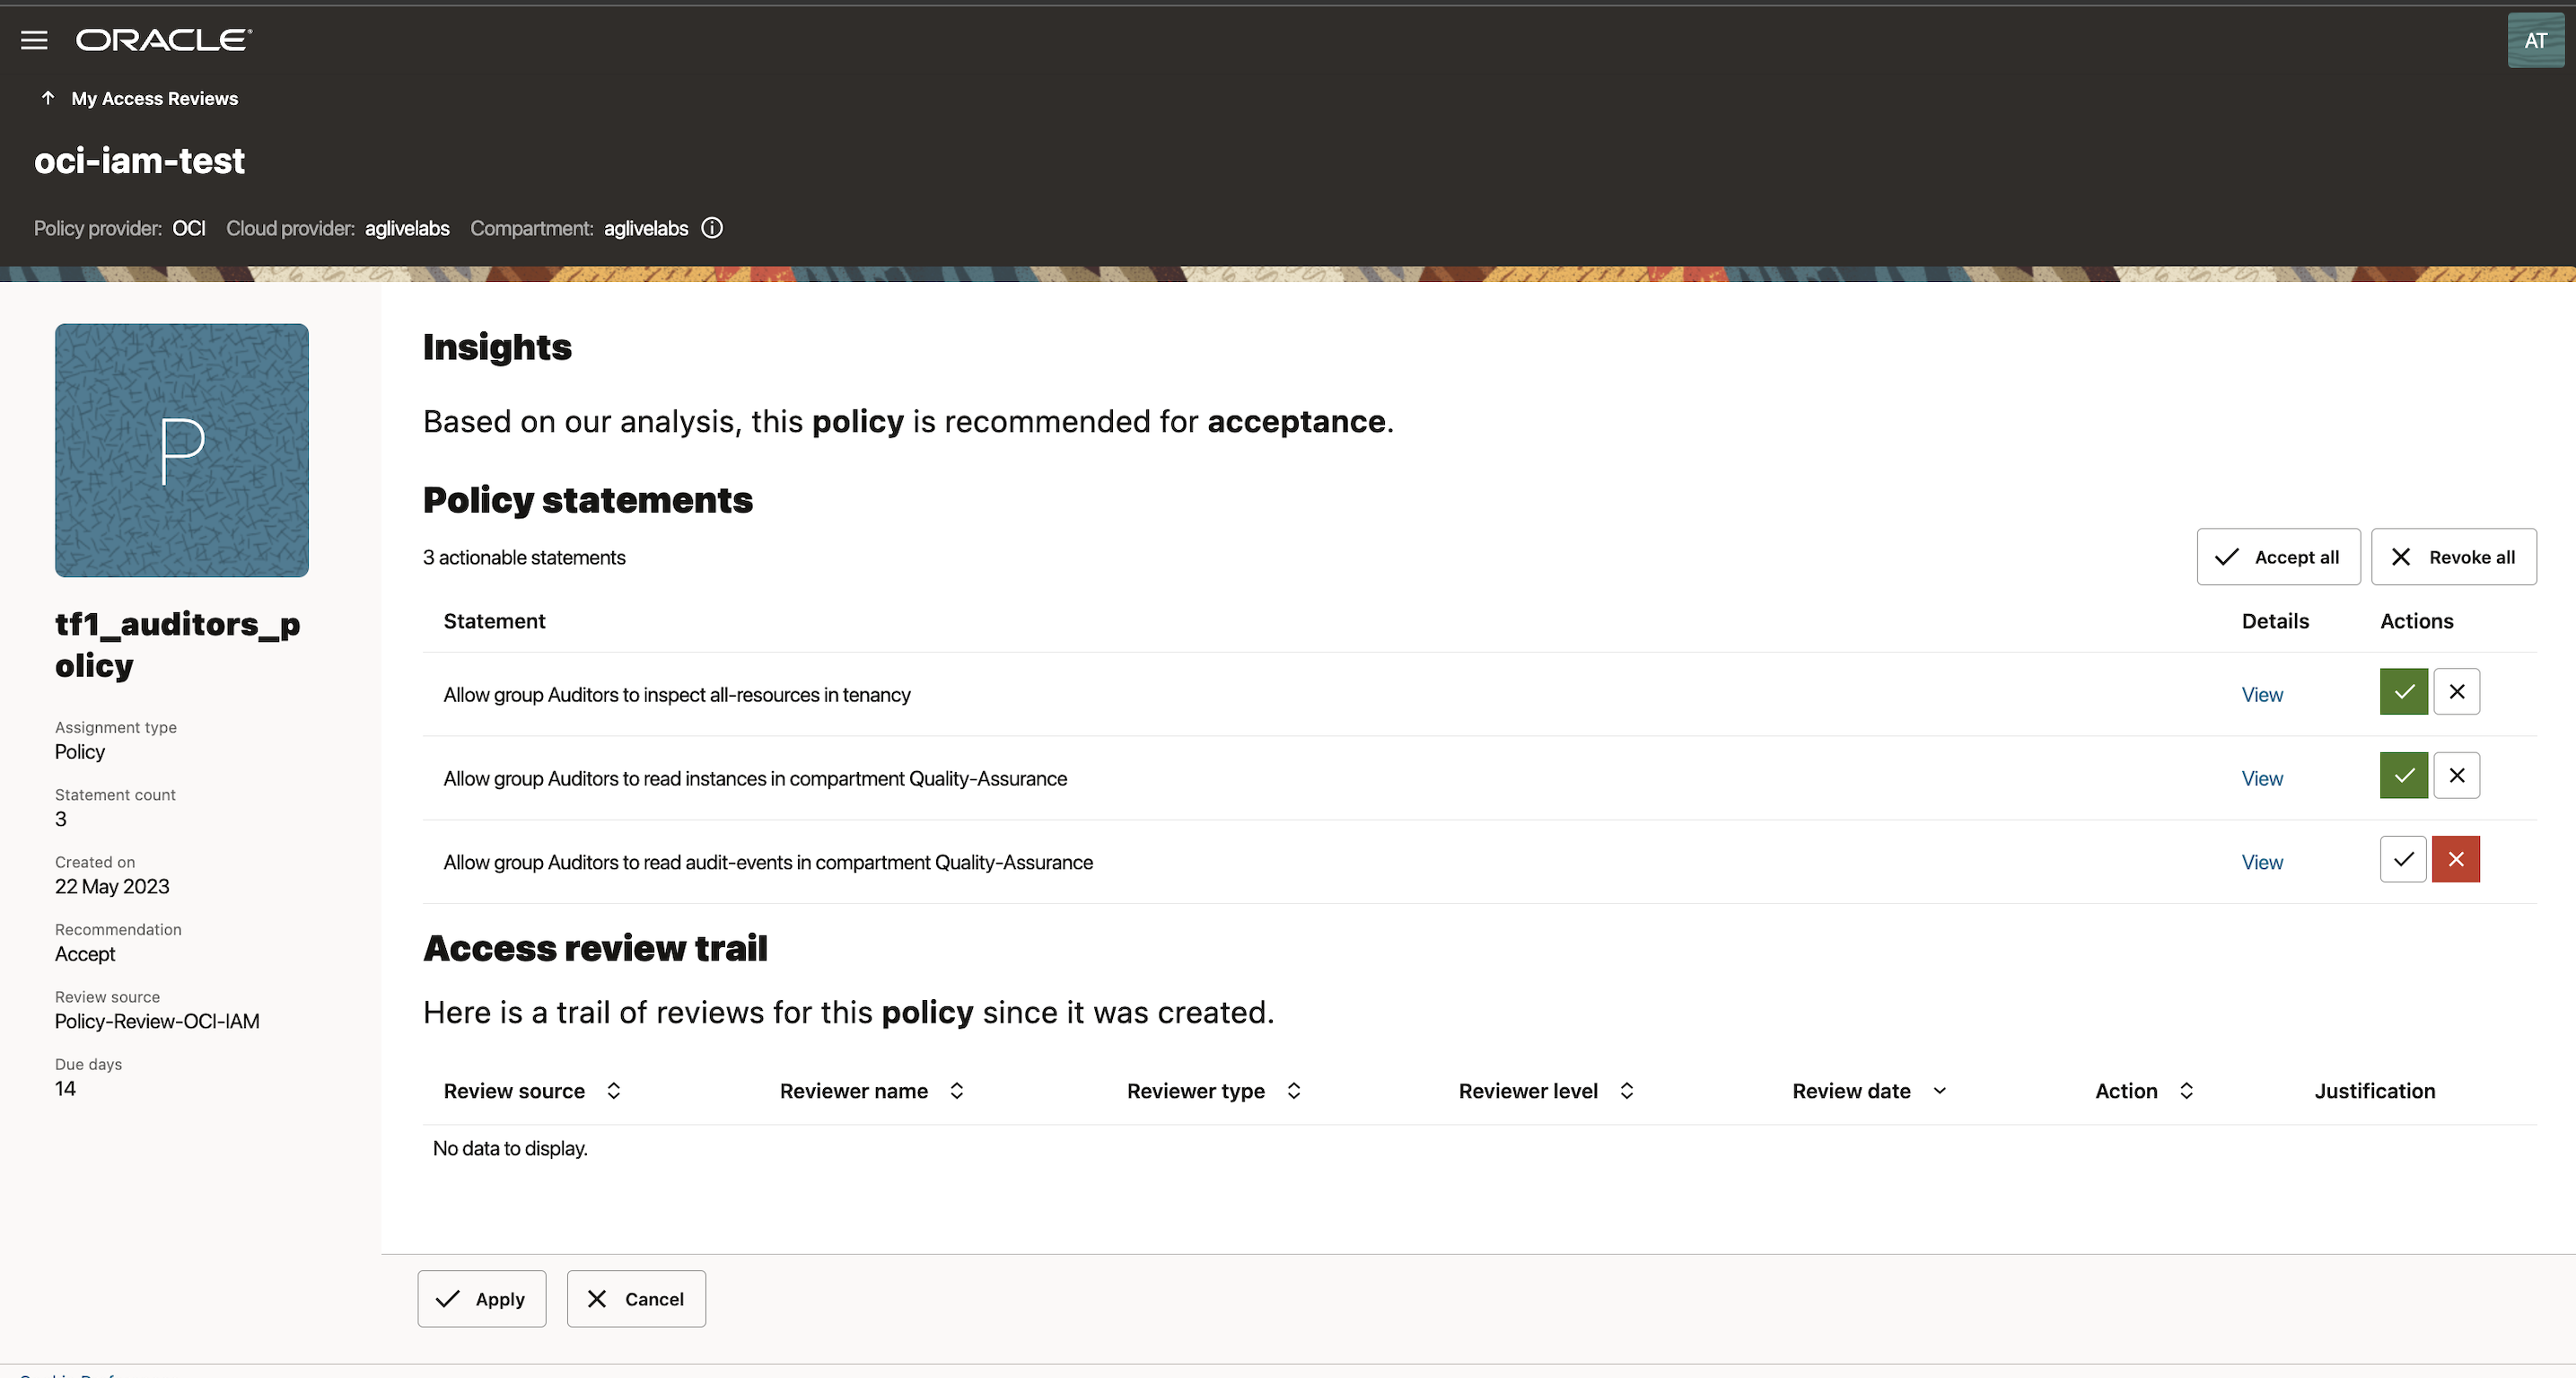 ORACLE
AT
My Access Reviews
oci-iam-test
Policy provider: OCI Cloud provider: aglivelabs Compartment: aglivelabs
P
tf1_auditors_p
olicy
Assignment type
Policy
Statement count
3
Created on
22 May 2023
Recommendation
Accept
Review source
Policy-Review-OCI-IAM
Due days
14
Insights
Based on our analysis, this policy is recommended for acceptance.
Policy statements
3 actionable statements
Accept all
Revoke all
Statement Details Actions
Allow group Auditors to inspect all-resources in tenancy View
Allow group Auditors to read instances in compartment Quality-Assurance View
Allow group Auditors to read audit-events in compartment Quality-Assurance View
Access review trail
Here is a trail of reviews for this policy since it was created.
Review source Reviewer name Reviewer type Reviewer level Review date Action Justification
No data to display.
Apply
Cancel